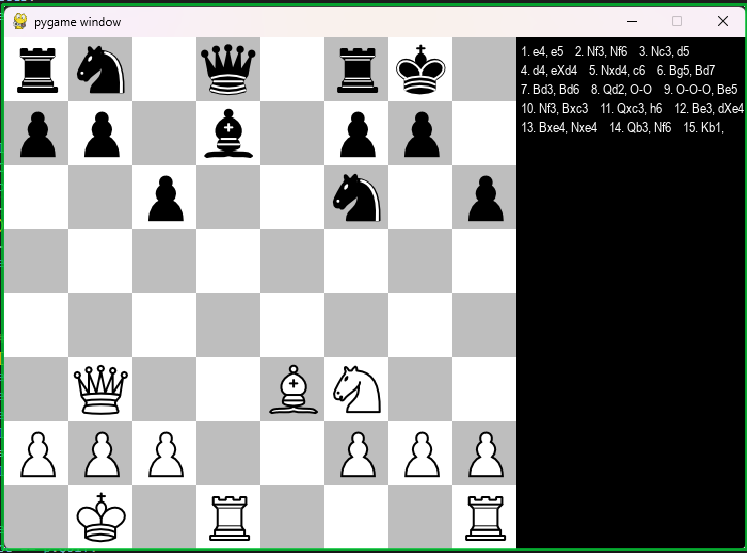 pygame window
1. e4, e5 2. Nf3, Nf6 3. Nc3, d5
4. d4, eXd4 5. Nxd4, c6 6. Bg5, Bd7
7. Bd3, Bd6 8. Qd2, O-O 9. O-O-O, Be5
10. Nf3, Bxc3 11. Qxc3, h6 12. Be3, dXe4
13. Bxe4, Nxe4 14. Qb3, Nf6 15. Kb1,